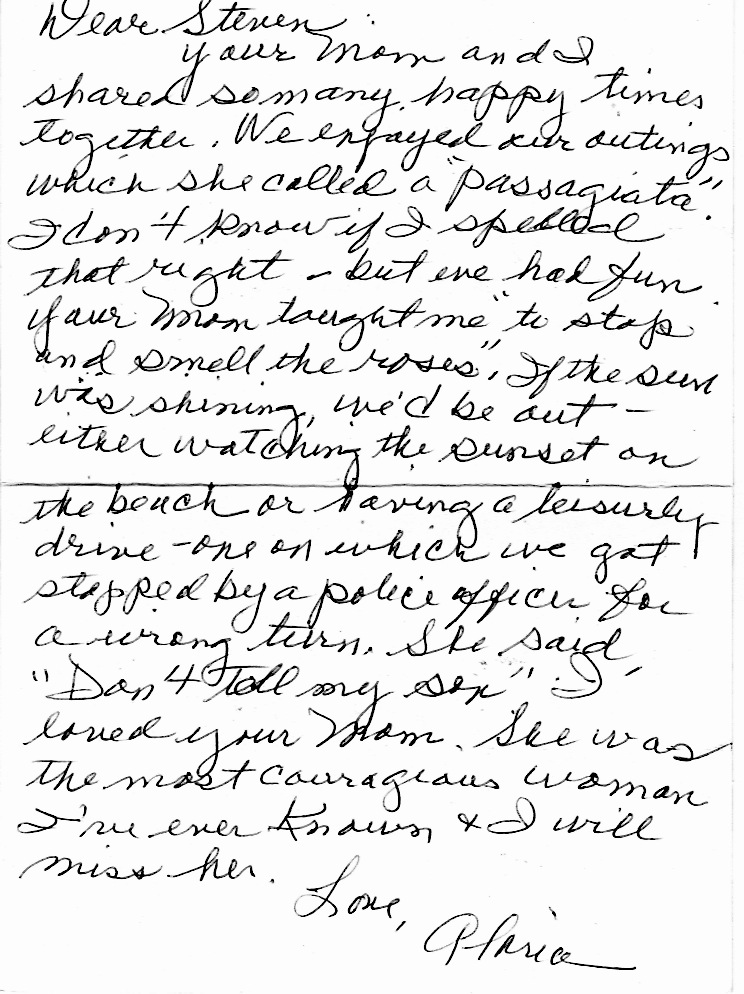 Dear Steven:
Your Mom and I
shared so many happy times
together. We enjoyed our outings
which she called a "passagiata".
I don't know if I spelled
that right – but we had fun
Your Mom taught me "to stop
and smell the roses". If the sun
was shining, we'd be out –
either watching the sunset on
the beach or having a leisurely
drive – one on which we got
stopped by a police officer for
a wrong turn. She said,
"Don't tell my son" I
loved your Mom. She was
the most courageous woman
I've ever known & I will
miss her.
Love,
Gloria